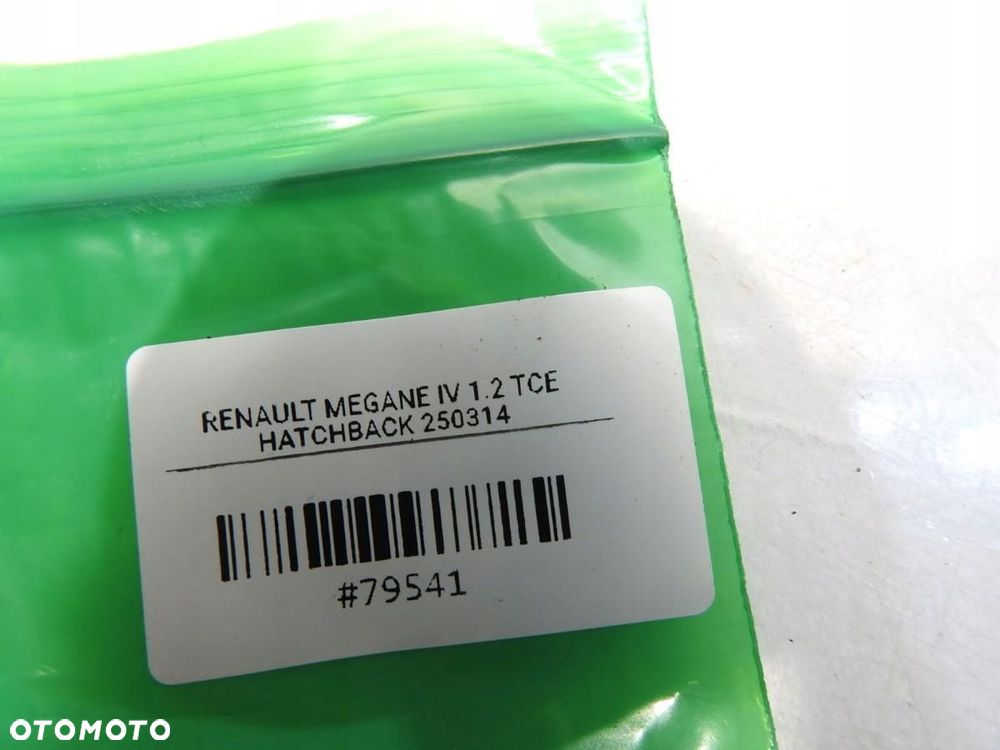 RENAULT MEGANE IV 1.2 TCE
HATCHBACK 250314
#79541
OTOMOTO